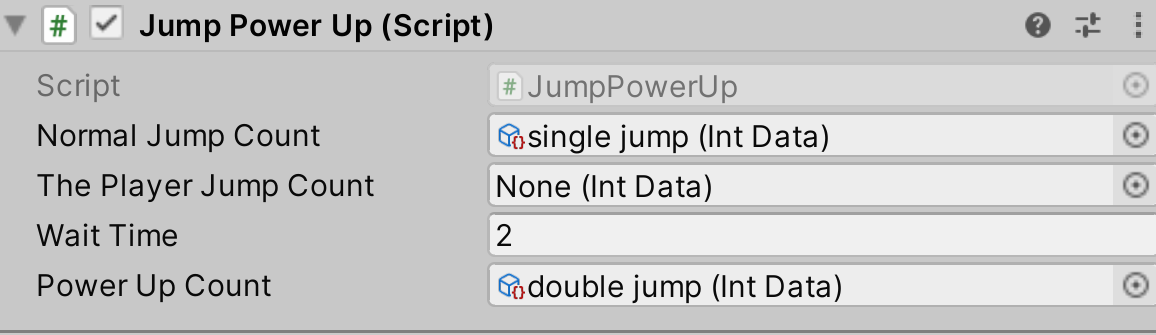 # Jump Power Up (Script)
Script # JumpPowerUp
Normal Jump Count {} single jump (Int Data)
The Player Jump Count None (Int Data)
Wait Time 2
Power Up Count {} double jump (Int Data)